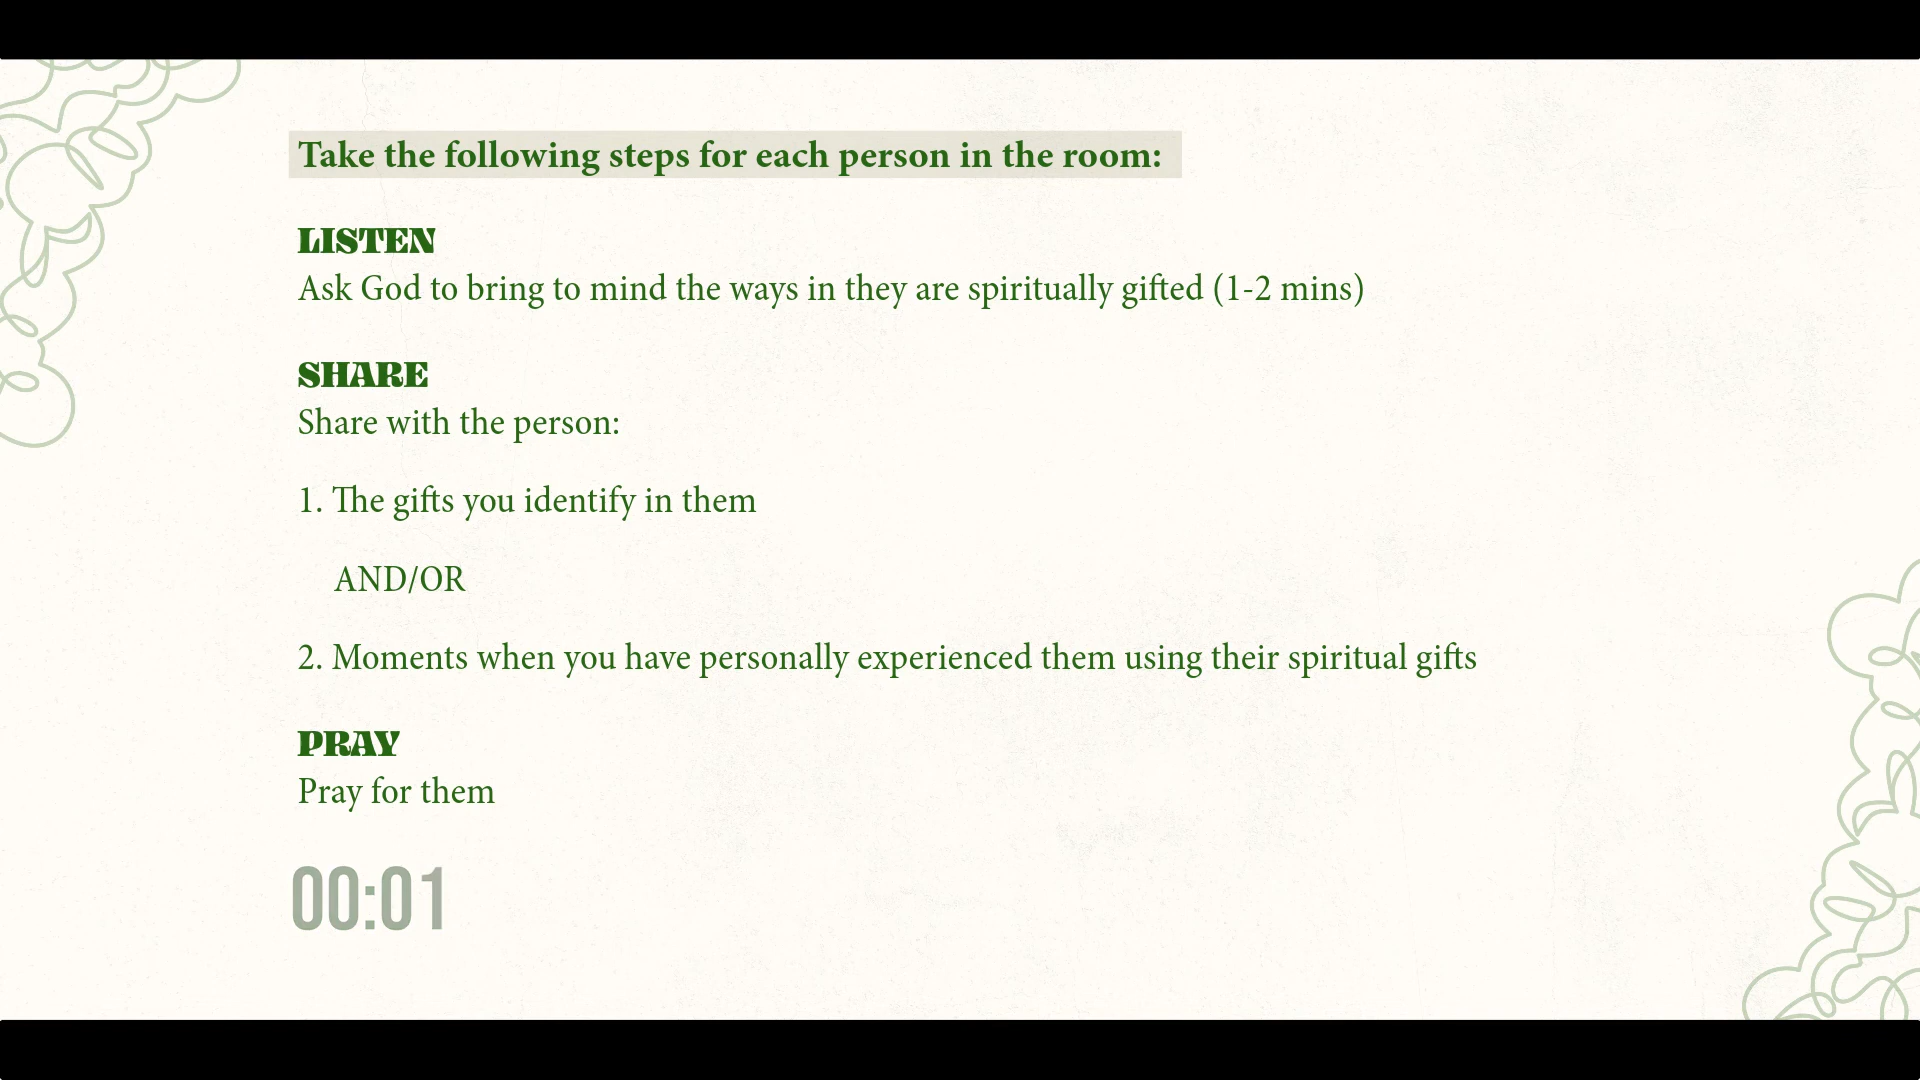 Take the following steps for each person in the room:
LISTEN
Ask God to bring to mind the ways in they are spiritually gifted (1-2 mins)
SHARE
Share with the person:
1. The gifts you identify in them
AND/OR
2. Moments when you have personally experienced them using their spiritual gifts
PRAY
Pray for them
00:01